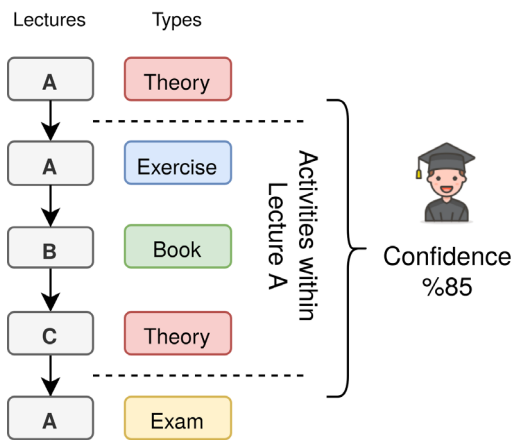 Lectures Types
A Theory
A Exercise
B Book
C Theory
A Exam
Activities within
Lecture A
Confidence
%85